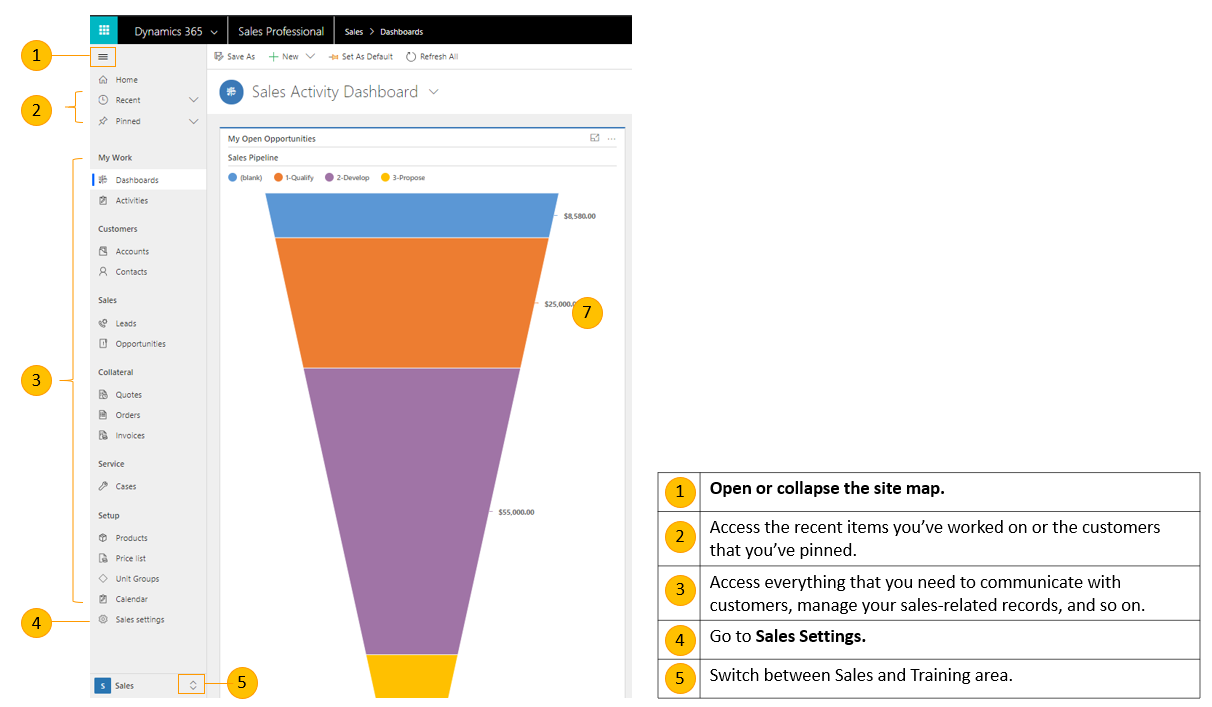 Dynamics 365 Sales Professional Sales > Dashboards
1
Save As New Set As Default Refresh All
Home
2
Recent
Pinned
Sales Activity Dashboard
My Open Opportunities
Sales Pipeline
(blank) 1-Qualify 2-Develop 3-Propose
$8,580.00
$25,000.
7
$55,000.00
3
My Work
Dashboards
Activities
Customers
Accounts
Contacts
Sales
Leads
Opportunities
Collateral
Quotes
Orders
Invoices
Service
Cases
Setup
Products
Price list
Unit Groups
Calendar
4
Sales settings
S Sales
5
1 Open or collapse the site map.
2 Access the recent items you’ve worked on or the customers
that you’ve pinned.
3 Access everything that you need to communicate with
customers, manage your sales-related records, and so on.
4 Go to Sales Settings.
5 Switch between Sales and Training area.